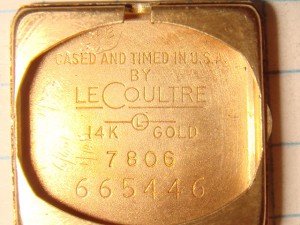 CASED AND TIMED IN U.S.A.
BY
LECOULTRE
L
14K GOLD
7806
665446